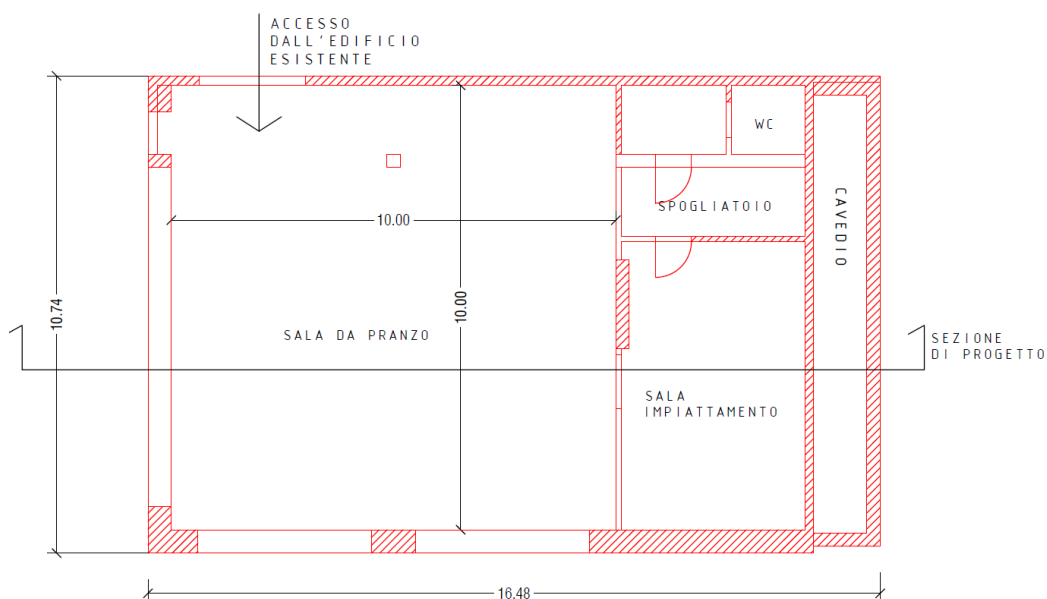 ACCESSO
DALL'EDIFICIO
ESISTENTE
WC
SPOGLIATOIO
CAVEDIO
10.00
10.00
10.74
SALA DA PRANZO
SEZIONE
DI PROGETTO
SALA
IMPIATTAMENTO
16.48